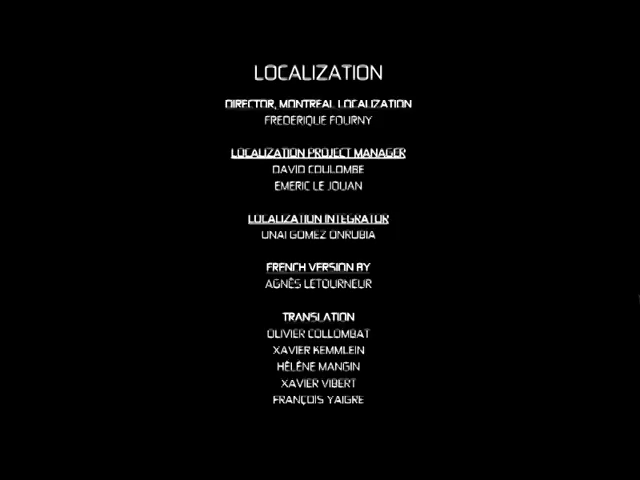 LOCALIZATION
DIRECTOR, MONTREAL LOCALIZATION
FREDERIQUE FOURNY
LOCALIZATION PROJECT MANAGER
DAVID COULOMBE
EMERIC LE JOUAN
LOCALIZATION INTEGRATOR
UNAI GOMEZ ONRUBIA
FRENCH VERSION BY
AGNÈS LETOURNEUR
TRANSLATION
OLIVIER COLLOMBAT
XAVIER KEMMLEIN
HÉLÈNE MANGIN
XAVIER VIBERT
FRANÇOIS YAIGRE